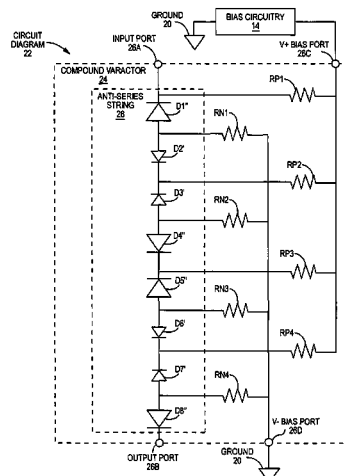 GROUND
20
BIAS CIRCUITRY
14
CIRCUIT
DIAGRAM
22
INPUT PORT
26A
V+ BIAS PORT
26C
COMPOUND VARACTOR
24
ANTI-SERIES
STRING
28
RP1
D1"
RN1
D2'
RP2
D3'
RN2
D4"
RP3
D5"
RN3
D6'
RP4
D7'
RN4
D8"
OUTPUT PORT
26B
V- BIAS PORT
26D
GROUND
20